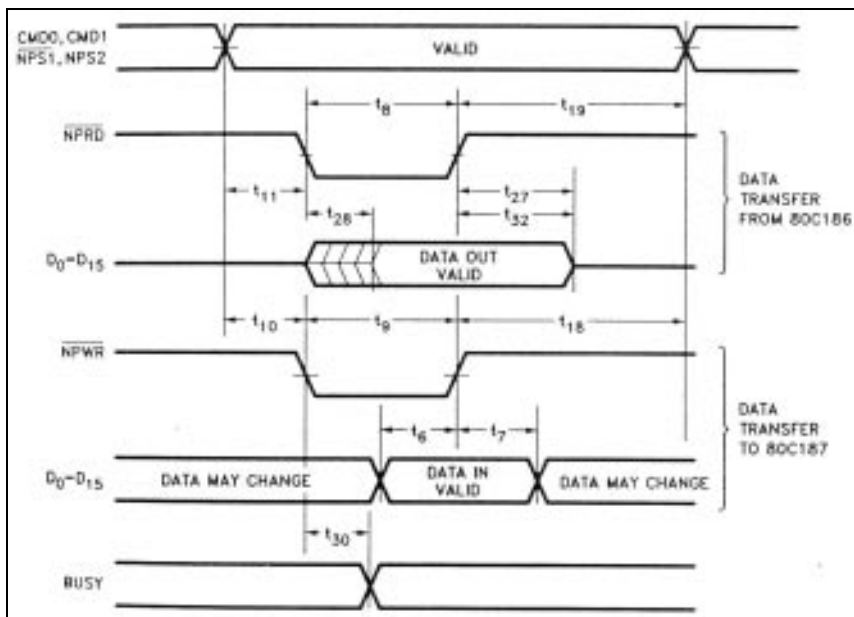 CMD0, CMD1
NPS1, NPS2
VALID
t8
t19
NPRD
t11
t28
t27
t32
DATA
TRANSFER
FROM 80C186
D0-D15
DATA OUT
VALID
t10
t9
t18
NPWR
t6
t7
DATA
TRANSFER
TO 80C187
D0-D15
DATA MAY CHANGE
DATA IN
VALID
DATA MAY CHANGE
t30
BUSY